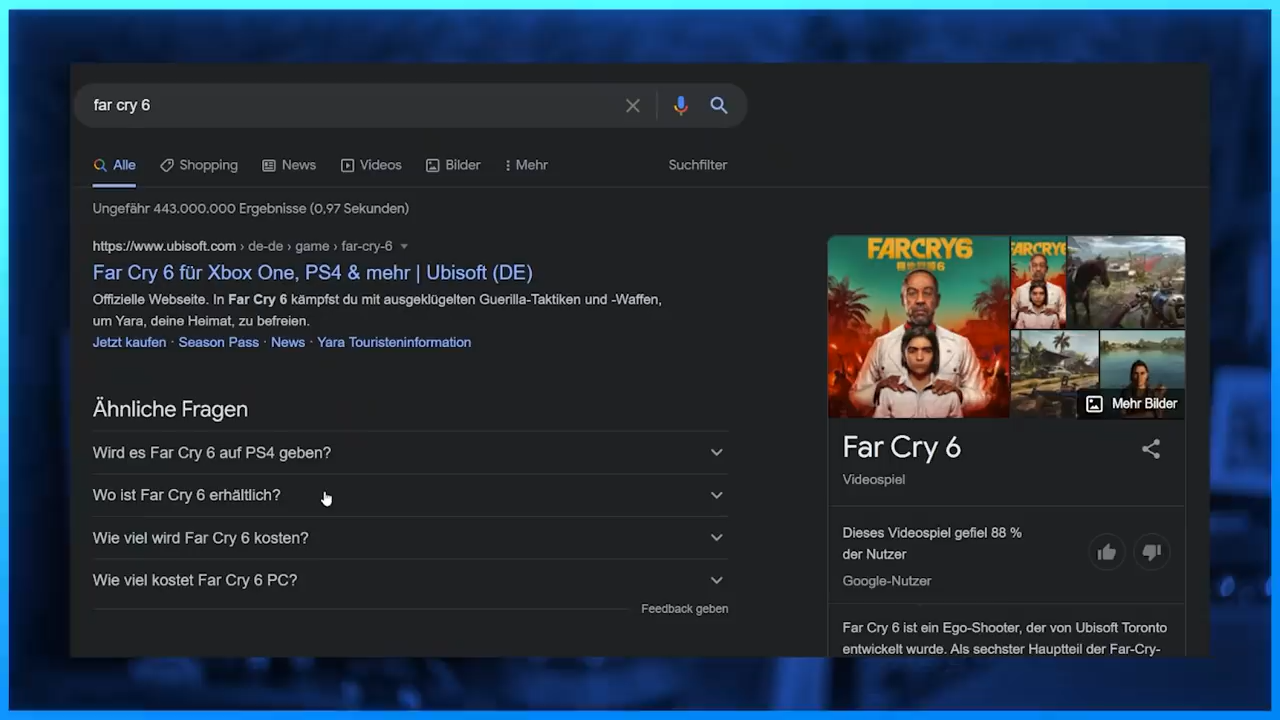 far cry 6
Alle
Shopping
News
Videos
Bilder
Mehr
Suchfilter
Ungefähr 443.000.000 Ergebnisse (0,97 Sekunden)
https://www.ubisoft.com › de-de › game › far-cry-6
Far Cry 6 für Xbox One, PS4 & mehr | Ubisoft (DE)
Offizielle Webseite. In Far Cry 6 kämpfst du mit ausgeklügelten Guerilla-Taktiken und -Waffen,
um Yara, deine Heimat, zu befreien.
Jetzt kaufen · Season Pass · News · Yara Touristeninformation
Ähnliche Fragen
Wird es Far Cry 6 auf PS4 geben?
Wo ist Far Cry 6 erhältlich?
Wie viel wird Far Cry 6 kosten?
Wie viel kostet Far Cry 6 PC?
Feedback geben
FARCRY6
FARCRY6
Mehr Bilder
Far Cry 6
Videospiel
Dieses Videospiel gefiel 88 %
der Nutzer
Google-Nutzer
Far Cry 6 ist ein Ego-Shooter, der von Ubisoft Toronto
entwickelt wurde. Als sechster Hauptteil der Far-Cry-